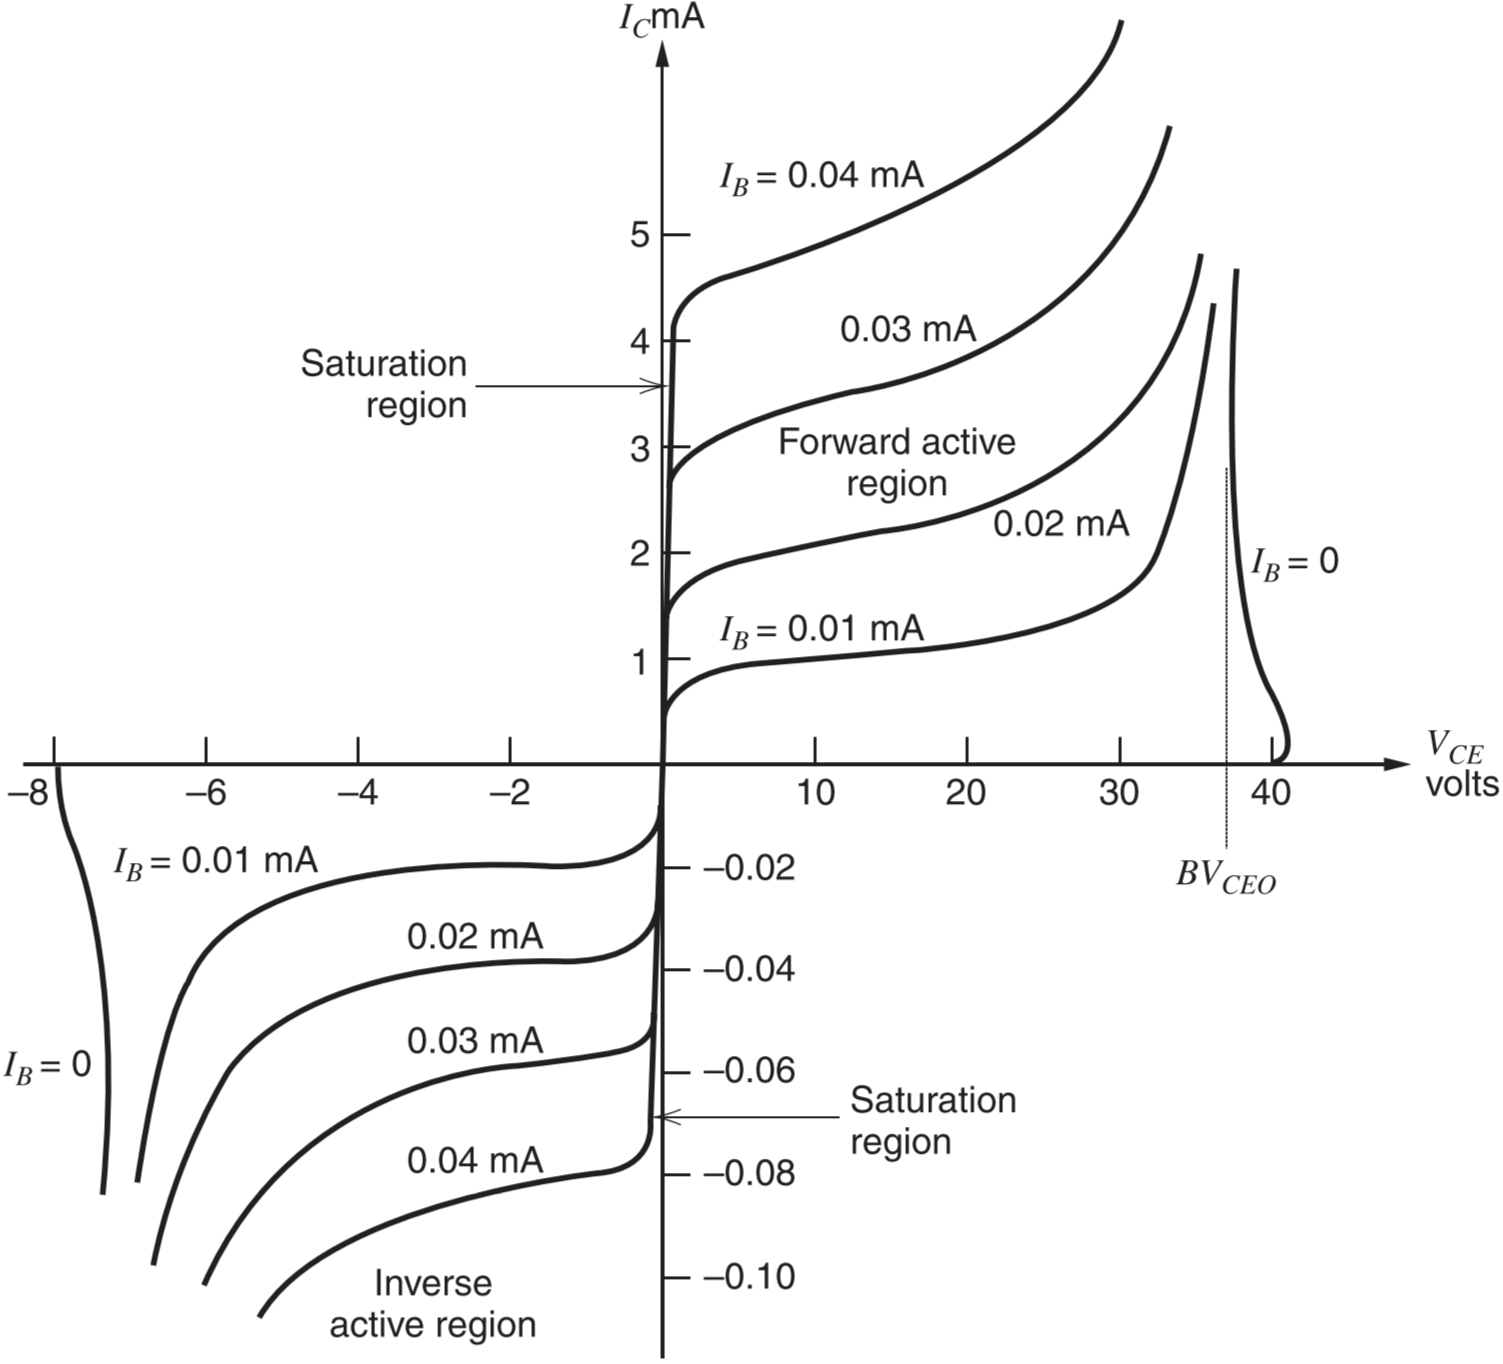 I_C mA
I_B = 0.04 mA
5
0.03 mA
4
Saturation
region
3
Forward active
region
0.02 mA
2
I_B = 0
I_B = 0.01 mA
1
V_CE
volts
–8
–6
–4
–2
10
20
30
40
I_B = 0.01 mA
–0.02
BV_CEO
0.02 mA
–0.04
0.03 mA
I_B = 0
–0.06
Saturation
region
0.04 mA
–0.08
Inverse
active region
–0.10